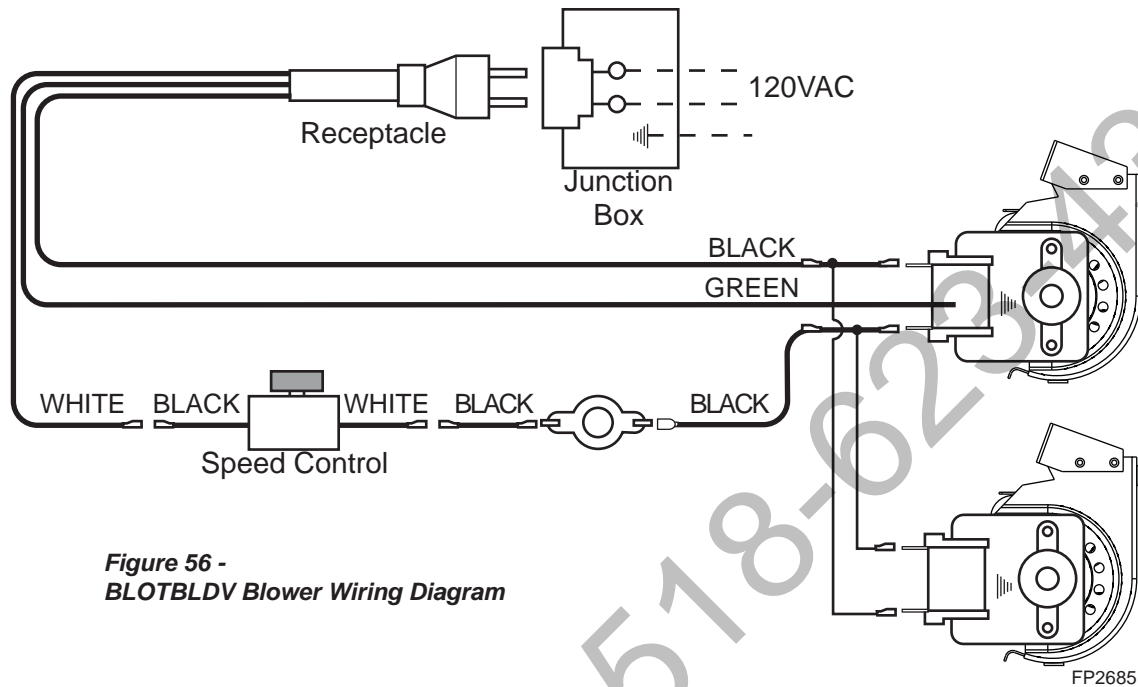 120VAC
Receptacle
Junction
Box
BLACK
GREEN
WHITE BLACK WHITE BLACK BLACK
Speed Control
Figure 56 -
BLOTBLDV Blower Wiring Diagram
FP2685